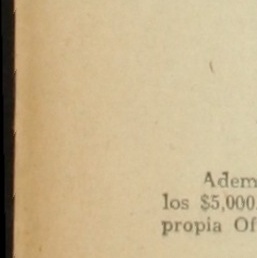 Adem
los $5,000.
propia Of